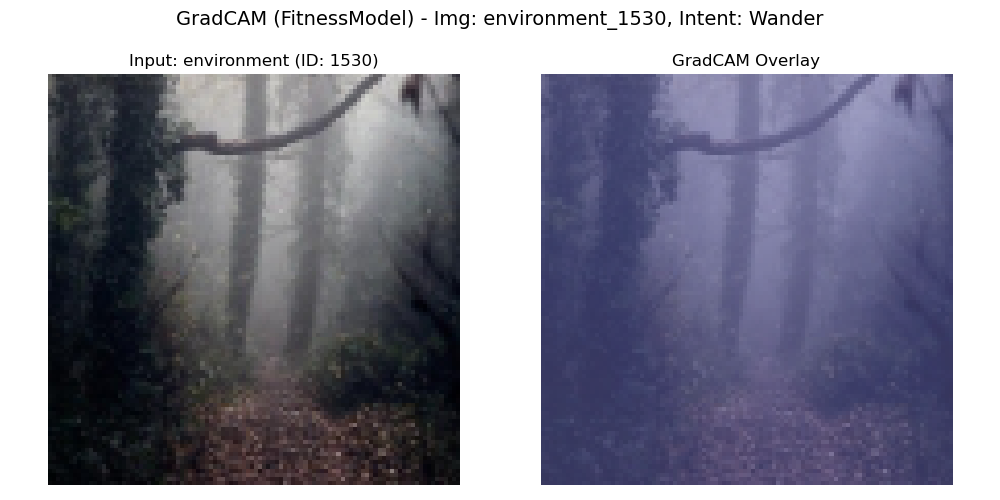 GradCAM (FitnessModel) - Img: environment_1530, Intent: Wander
Input: environment (ID: 1530)
GradCAM Overlay